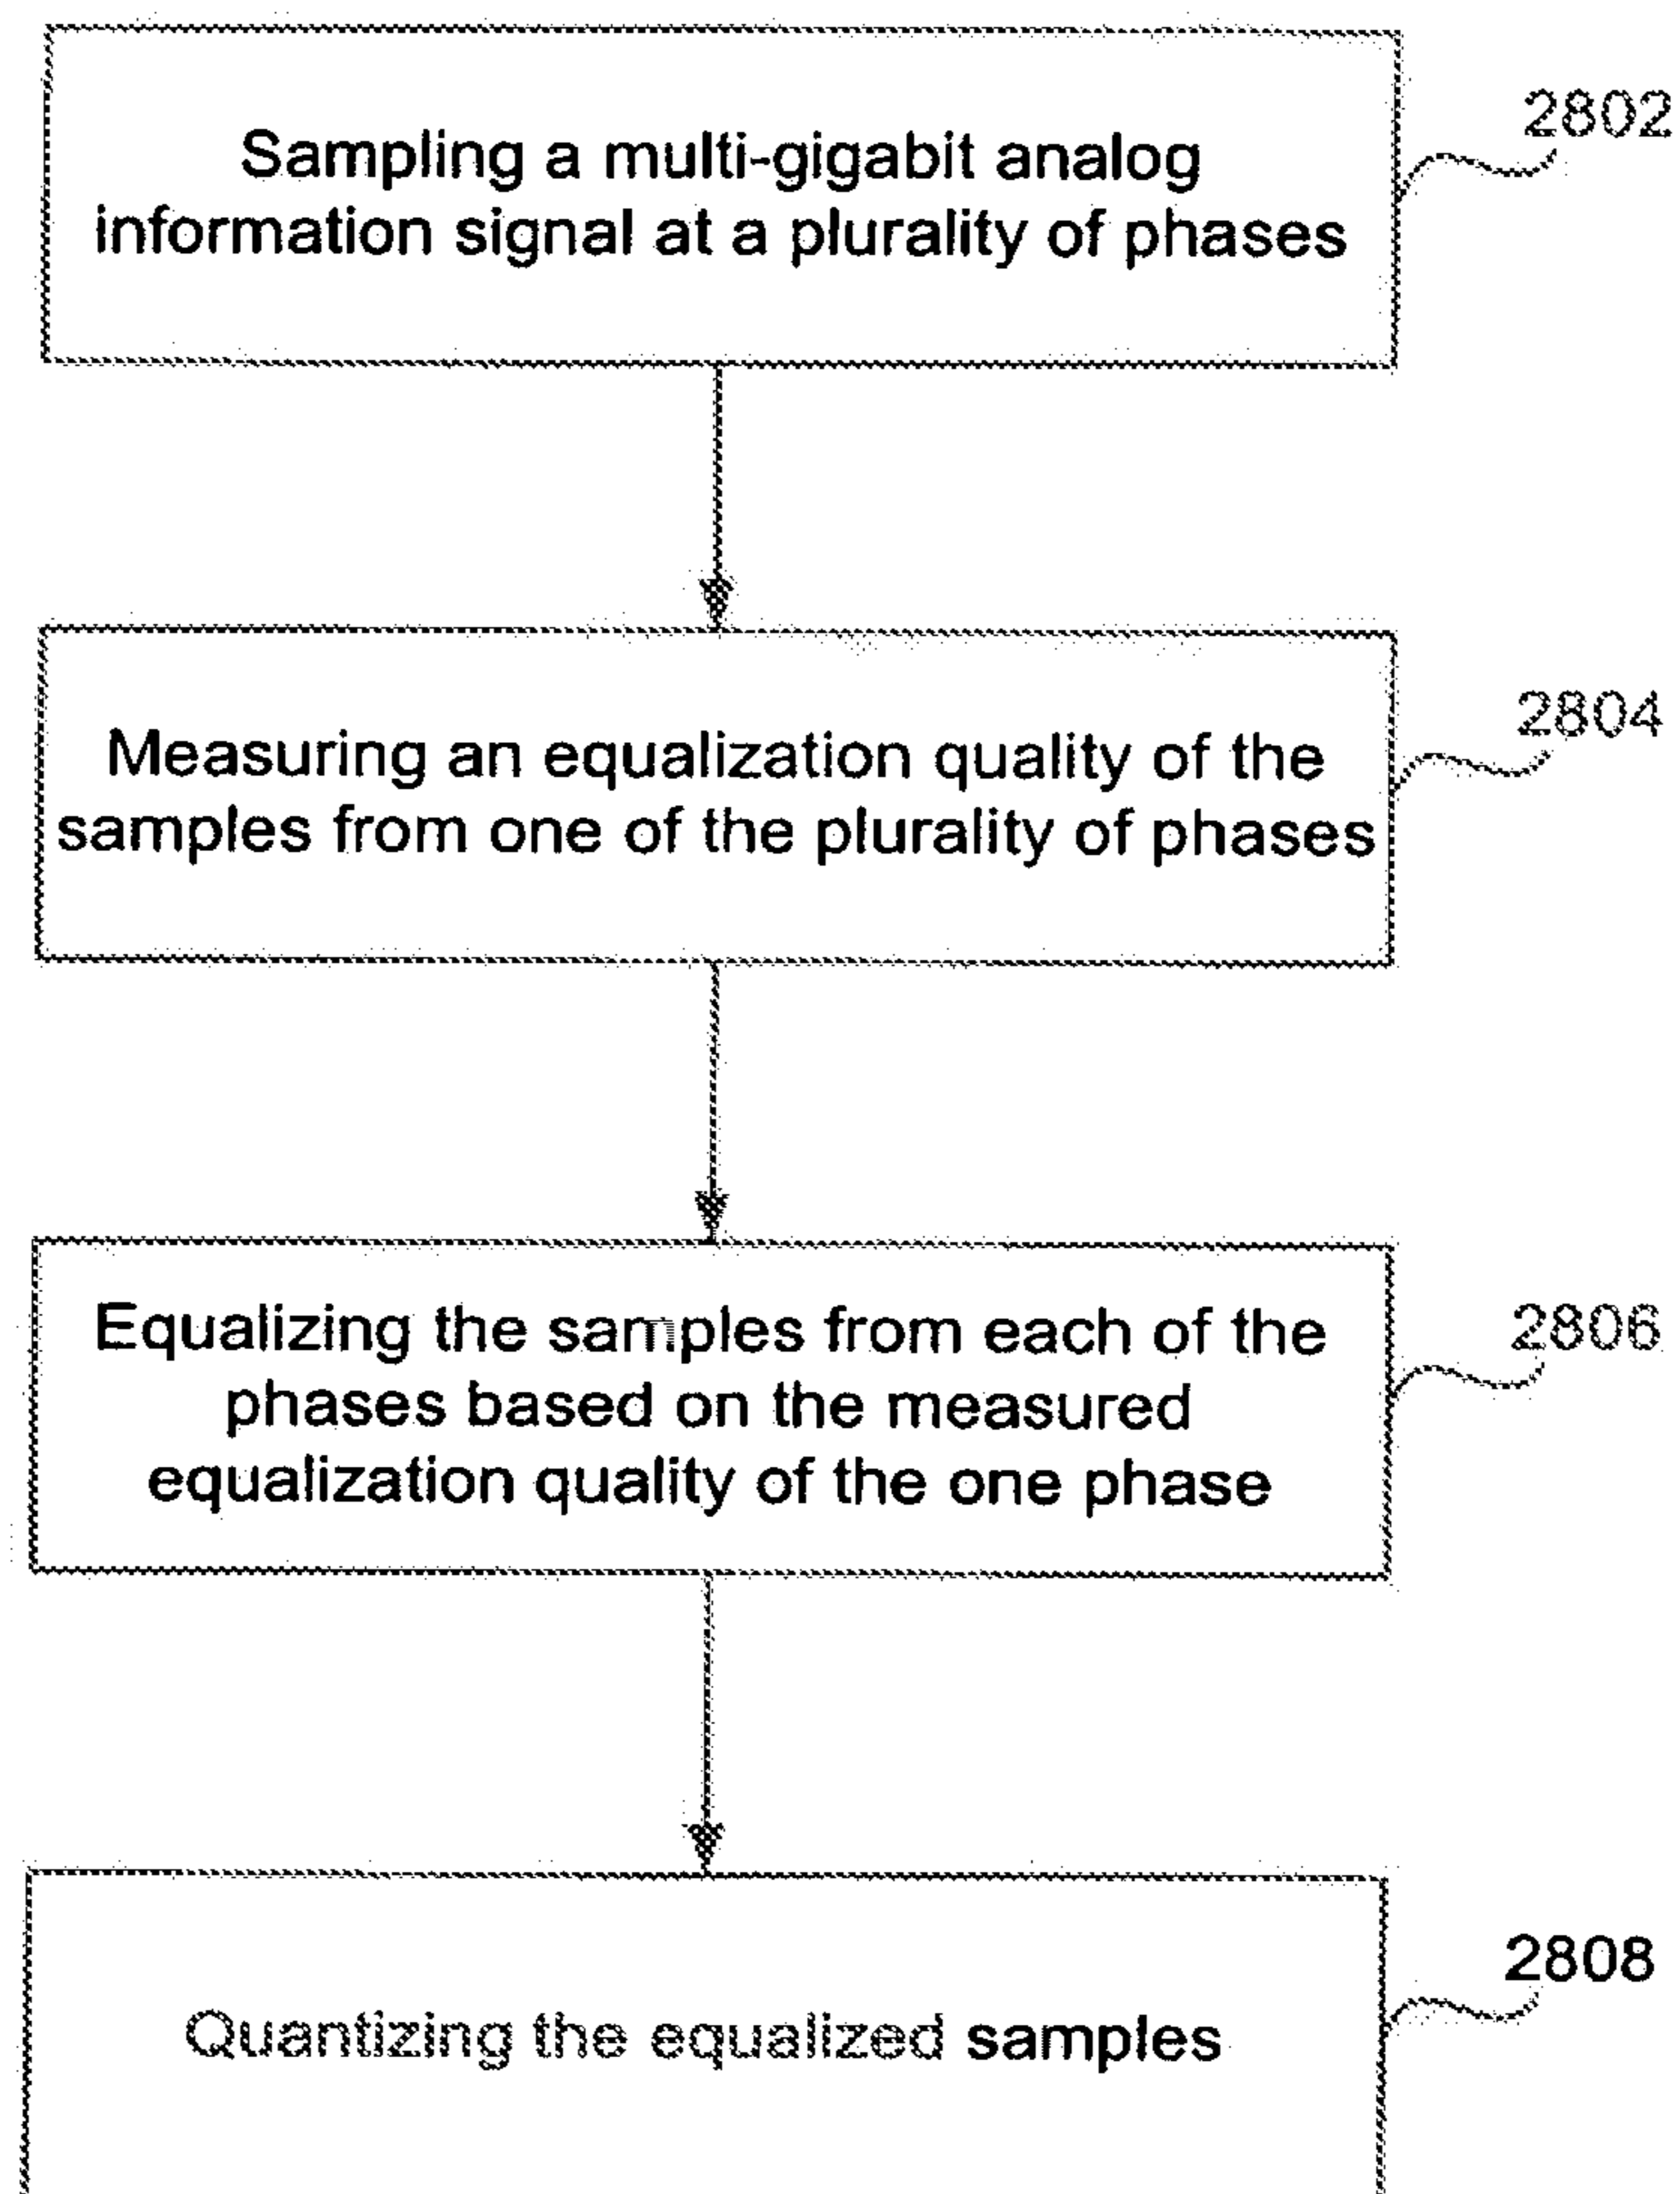 Sampling a multi-gigabit analog
information signal at a plurality of phases
2802
Measuring an equalization quality of the
samples from one of the plurality of phases
2804
Equalizing the samples from each of the
phases based on the measured
equalization quality of the one phase
2806
Quantizing the equalized samples
2808